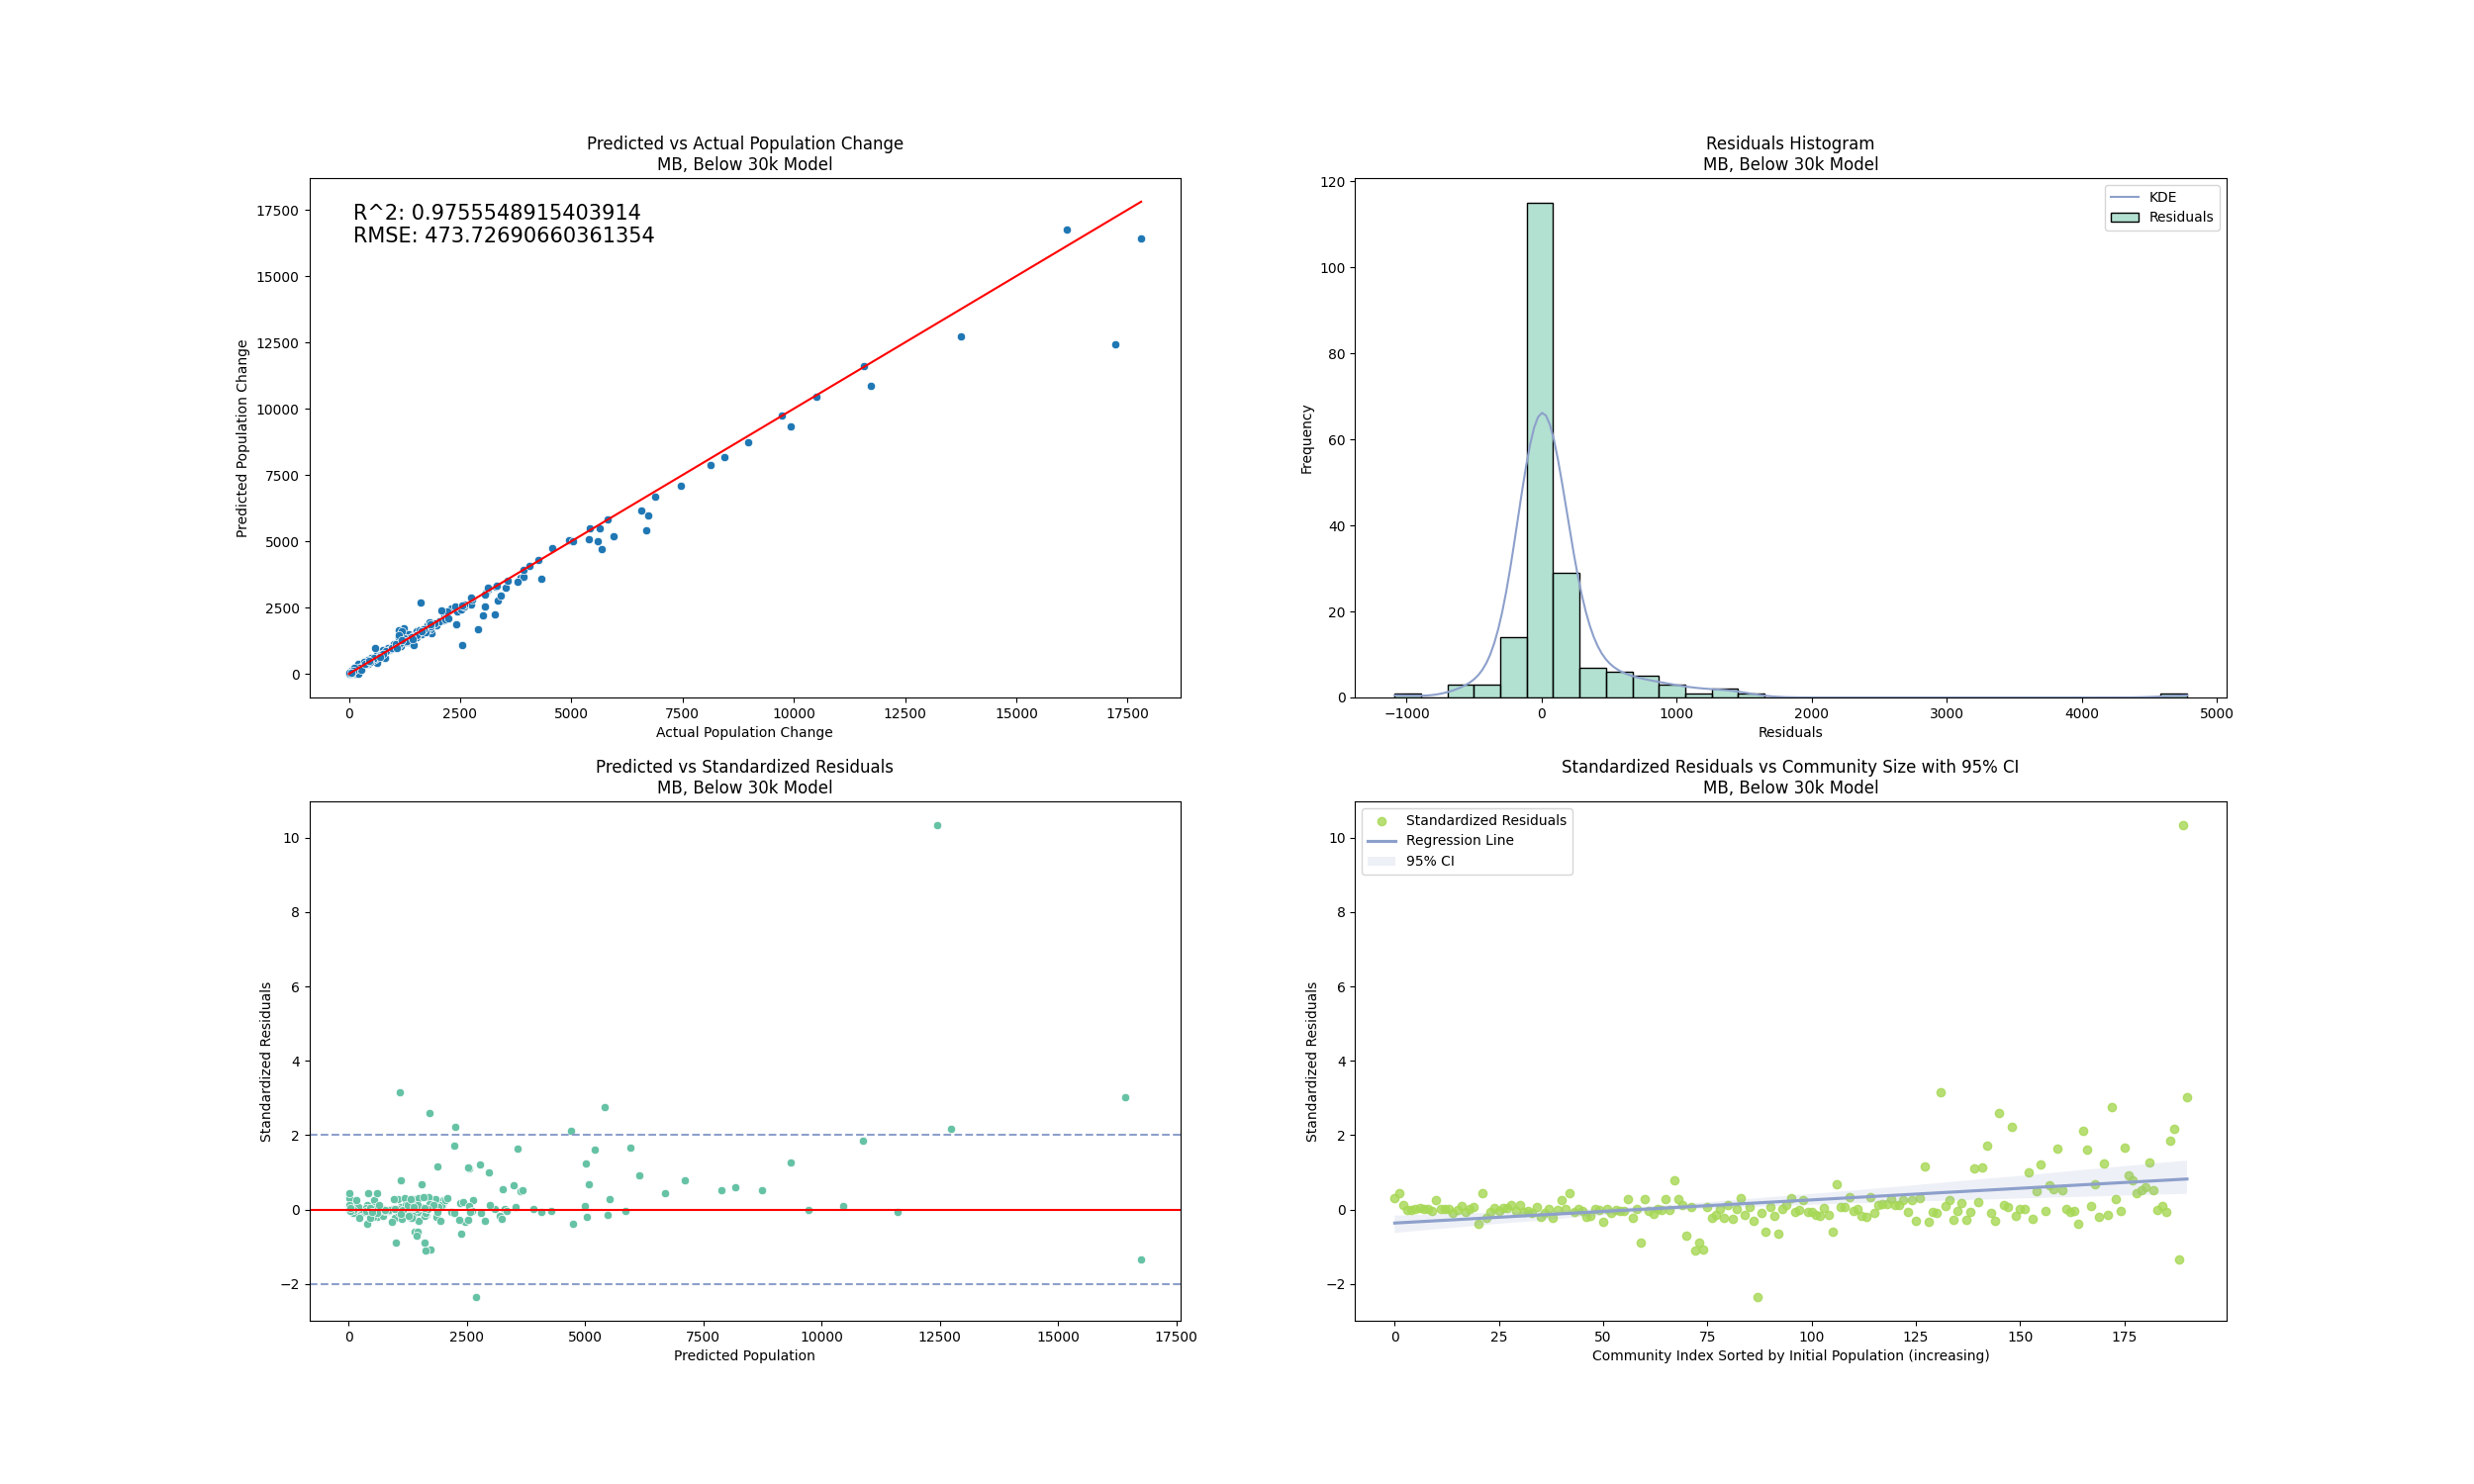 Predicted vs Actual Population Change
MB, Below 30k Model
R^2: 0.9755548915403914
RMSE: 473.72690660361354
17500
15000
12500
10000
7500
5000
2500
0
Predicted Population Change
0 2500 5000 7500 10000 12500 15000 17500
Actual Population Change
Residuals Histogram
MB, Below 30k Model
KDE
Residuals
120
100
80
60
40
20
0
Frequency
−1000 0 1000 2000 3000 4000 5000
Residuals
Predicted vs Standardized Residuals
MB, Below 30k Model
10
8
6
4
2
0
−2
Standardized Residuals
0 2500 5000 7500 10000 12500 15000 17500
Predicted Population
Standardized Residuals vs Community Size with 95% CI
MB, Below 30k Model
Standardized Residuals
Regression Line
95% CI
10
8
6
4
2
0
−2
Standardized Residuals
0 25 50 75 100 125 150 175
Community Index Sorted by Initial Population (increasing)